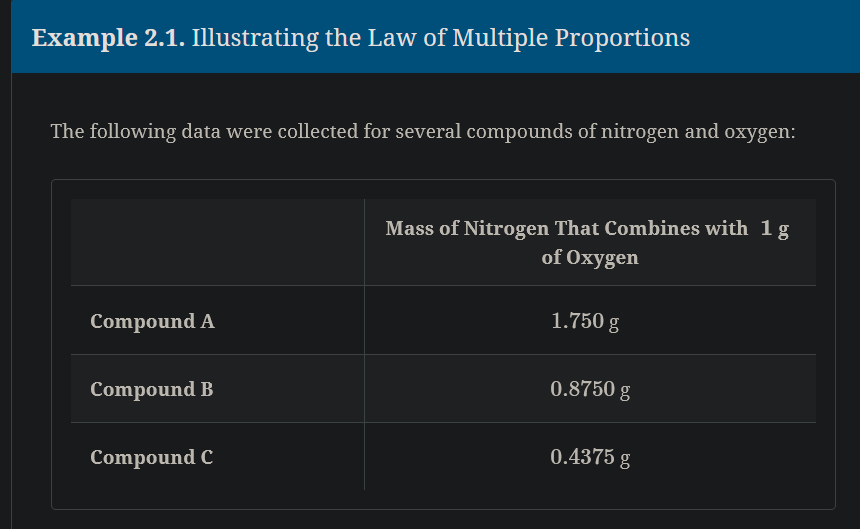 Example 2.1. Illustrating the Law of Multiple Proportions
The following data were collected for several compounds of nitrogen and oxygen:
Mass of Nitrogen That Combines with 1 g
of Oxygen
Compound A 1.750 g
Compound B 0.8750 g
Compound C 0.4375 g